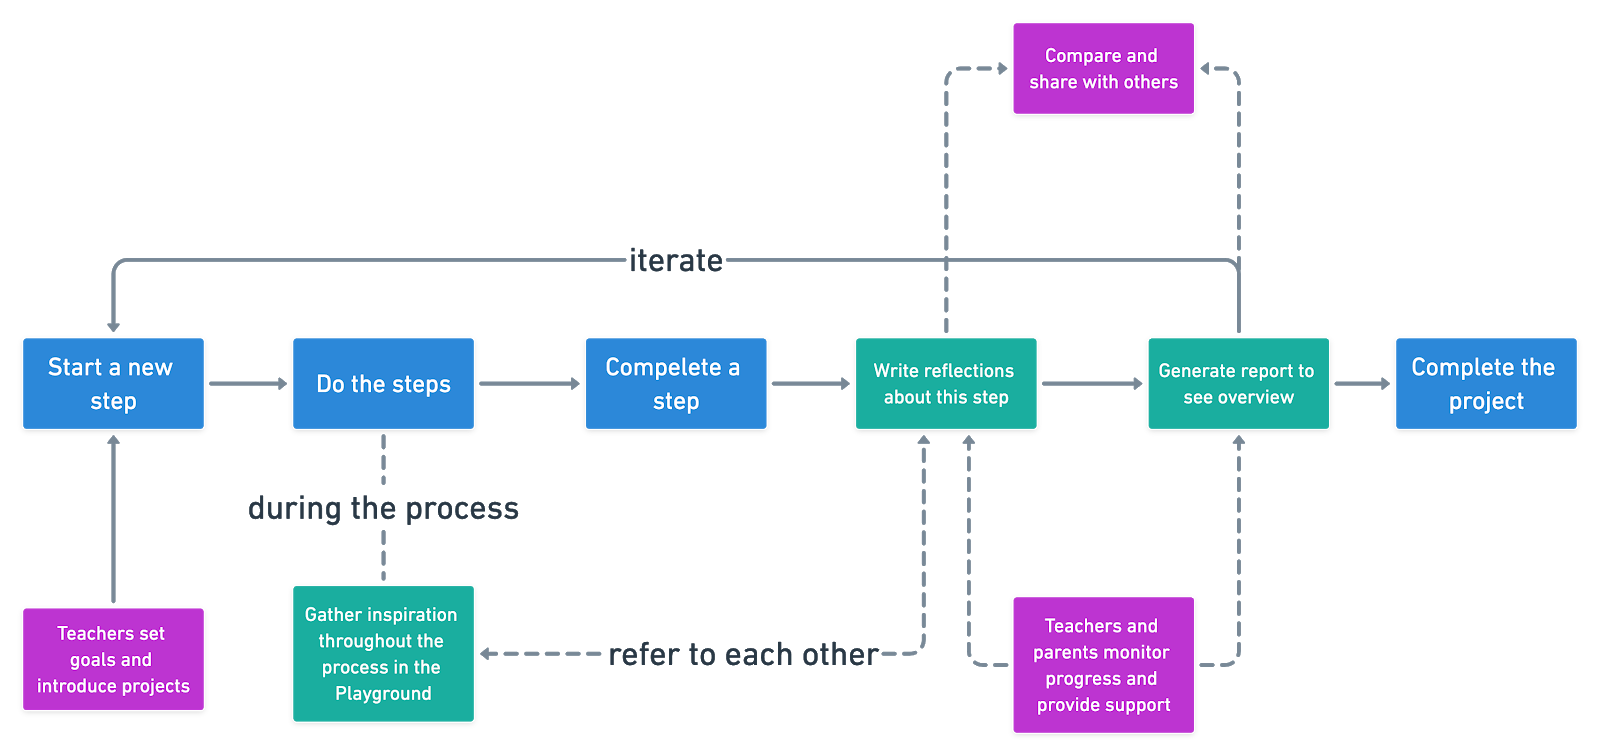 Compare and
share with others
iterate
Start a new
step
Do the steps
Compelete a
step
Write reflections
about this step
Generate report to
see overview
Complete the
project
during the process
Teachers set
goals and
introduce projects
Gather inspiration
throughout the
process in the
Playground
refer to each other
Teachers and
parents monitor
progress and
provide support